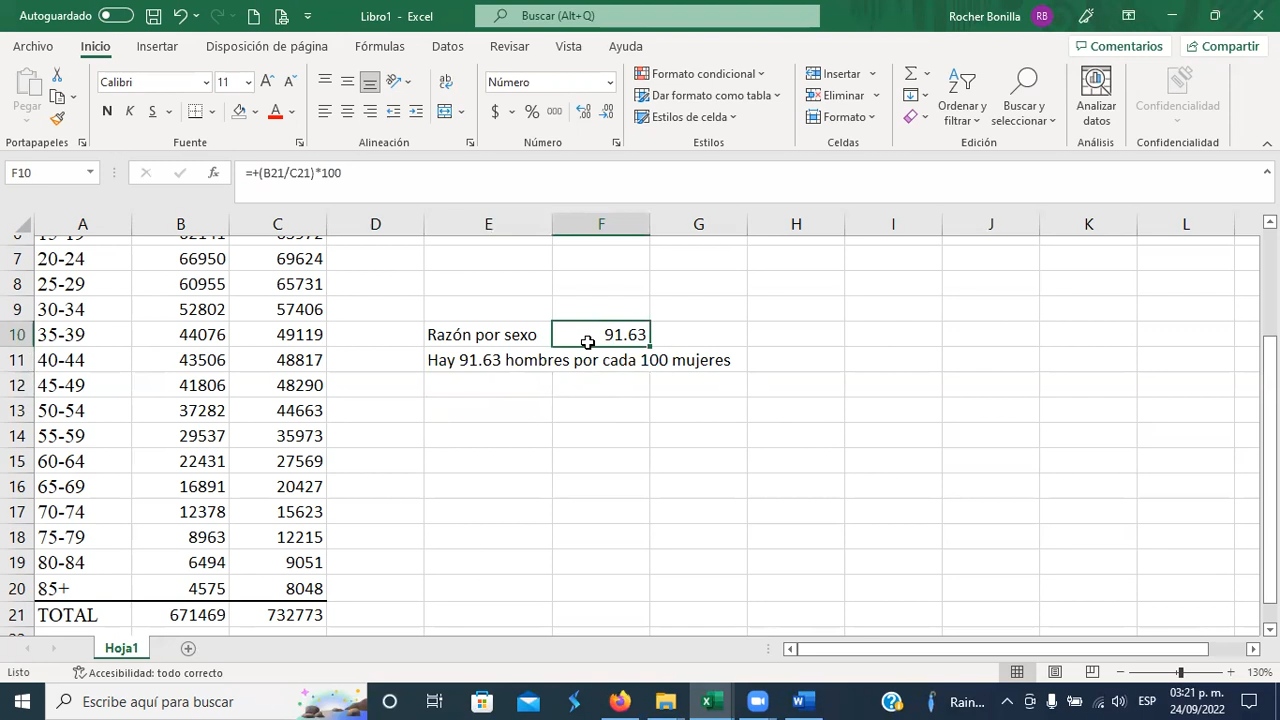 Autoguardado
Libro1 - Excel
Buscar (Alt+Q)
Rocher Bonilla
RB
Archivo Inicio Insertar Disposición de página Fórmulas Datos Revisar Vista Ayuda
Comentarios
Compartir
Pegar
Calibri
11
N K S
Número
$ % 000
Formato condicional
Dar formato como tabla
Estilos de celda
Insertar
Eliminar
Formato
Ordenar y filtrar
Buscar y seleccionar
Analizar datos
Confidencialidad
Portapapeles Fuente Alineación Número Estilos Celdas Edición Análisis Confidencialidad
F10
fx
=+(B21/C21)*100
A B C D E F G H I J K L
7 20-24 66950 69624
8 25-29 60955 65731
9 30-34 52802 57406
10 35-39 44076 49119 Razón por sexo 91.63
11 40-44 43506 48817 Hay 91.63 hombres por cada 100 mujeres
12 45-49 41806 48290
13 50-54 37282 44663
14 55-59 29537 35973
15 60-64 22431 27569
16 65-69 16891 20427
17 70-74 12378 15623
18 75-79 8963 12215
19 80-84 6494 9051
20 85+ 4575 8048
21 TOTAL 671469 732773
Hoja1
Listo
Accesibilidad: todo correcto
130%
Escribe aquí para buscar
Rain...
ESP
03:21 p. m.
24/09/2022